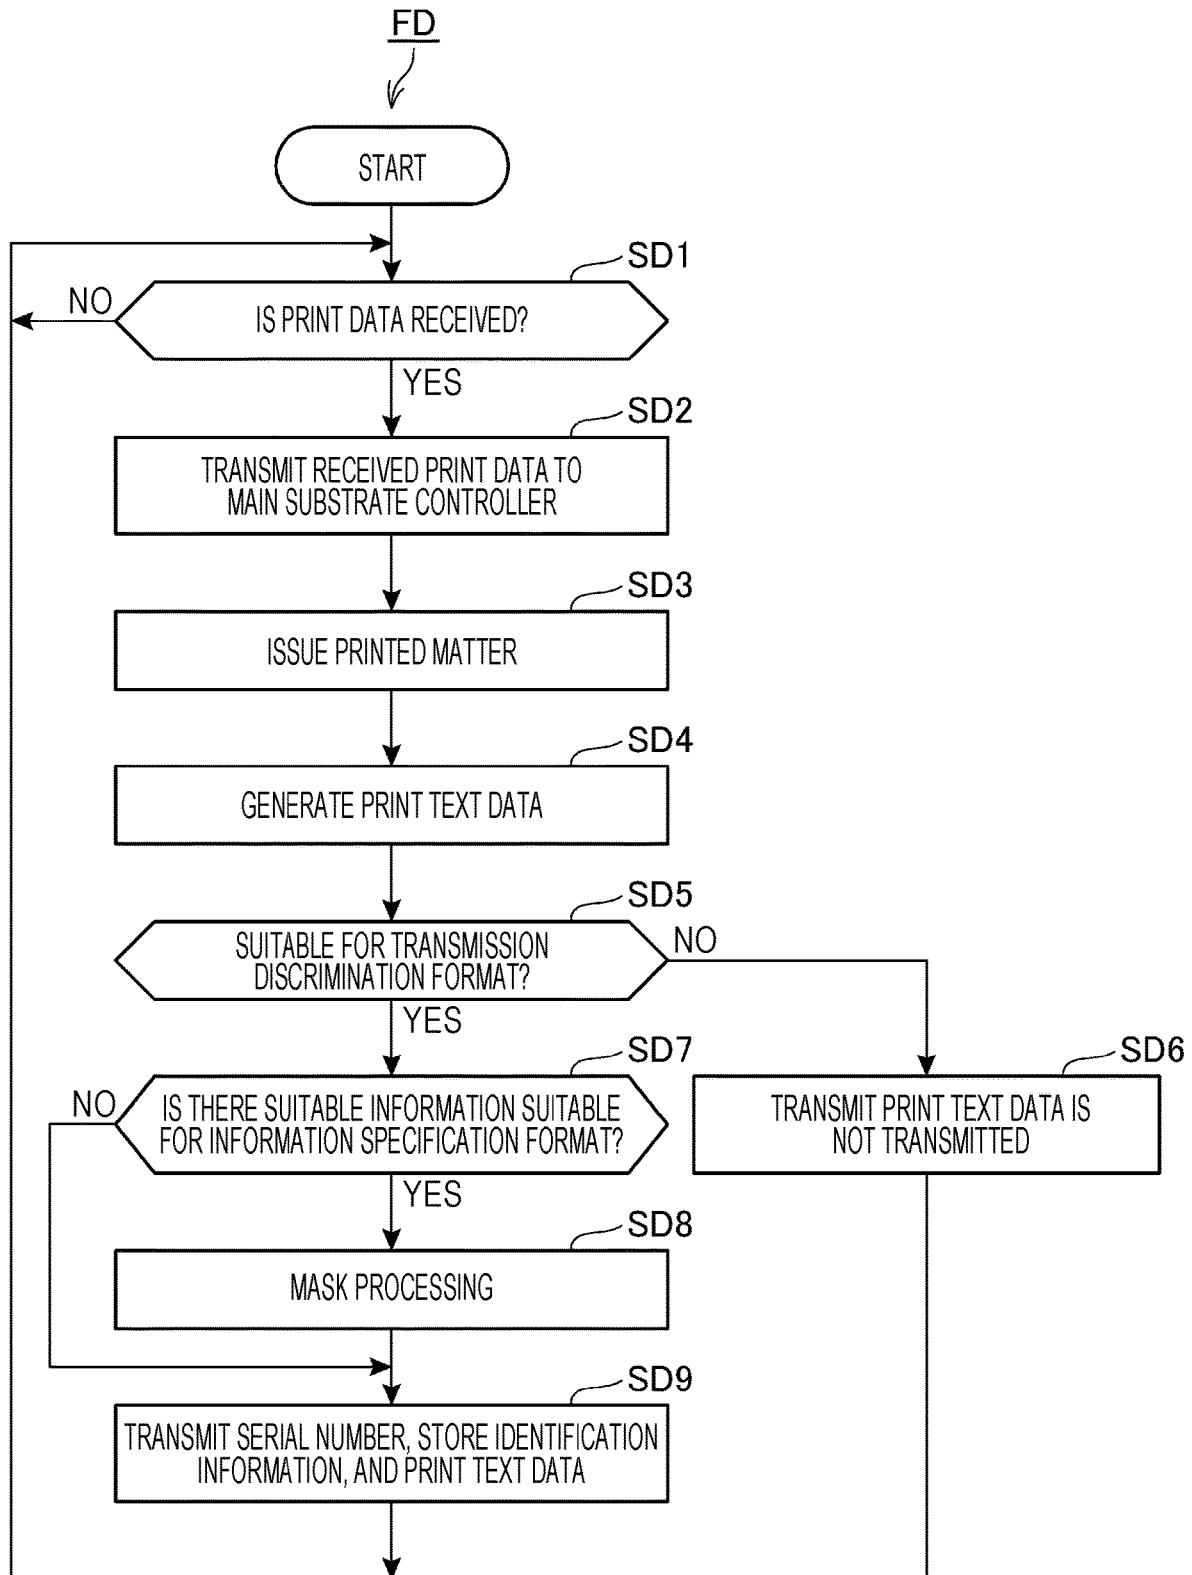 FD
START
SD1
NO
IS PRINT DATA RECEIVED?
YES
SD2
TRANSMIT RECEIVED PRINT DATA TO
MAIN SUBSTRATE CONTROLLER
SD3
ISSUE PRINTED MATTER
SD4
GENERATE PRINT TEXT DATA
SD5
SUITABLE FOR TRANSMISSION
DISCRIMINATION FORMAT?
NO
YES
SD7
NO
IS THERE SUITABLE INFORMATION SUITABLE
FOR INFORMATION SPECIFICATION FORMAT?
YES
SD6
TRANSMIT PRINT TEXT DATA IS
NOT TRANSMITTED
SD8
MASK PROCESSING
SD9
TRANSMIT SERIAL NUMBER, STORE IDENTIFICATION
INFORMATION, AND PRINT TEXT DATA